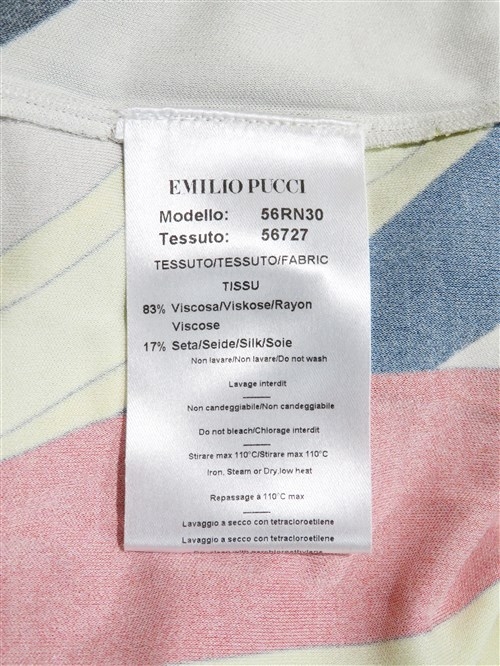 EMILIO PUCCI
Modello: 56RN30
Tessuto: 56727
TESSUTO/TESSUTO/FABRIC
TISSU
83% Viscosa/Viskose/Rayon
Viscose
17% Seta/Seide/Silk/Soie
Non lavare/Non lavare/Do not wash
Lavage interdit
Non candeggiabile/Non candeggiabile
Do not bleach/Chlorage interdit
Stirare max 110°C/Stirare max 110°C
Iron, Steam or Dry,low heat
Repassage à 110°C max
Lavaggio a secco con tetracloroetilene
Lavaggio a secco con tetracloroetilene